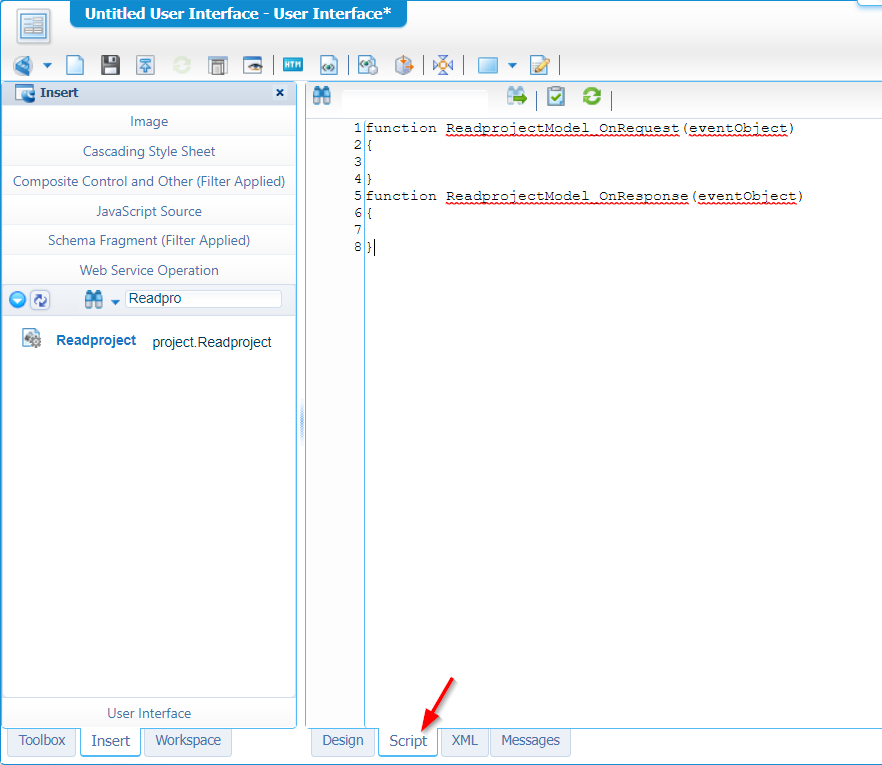 Untitled User Interface - User Interface*
HTM
Insert
Image
Cascading Style Sheet
Composite Control and Other (Filter Applied)
JavaScript Source
Schema Fragment (Filter Applied)
Web Service Operation
Readpro
Readproject project.Readproject
User Interface
Toolbox Insert Workspace
1 function ReadprojectModel_OnRequest(eventObject)
2 {
3
4 }
5 function ReadprojectModel_OnResponse(eventObject)
6 {
7
8 }
Design Script XML Messages